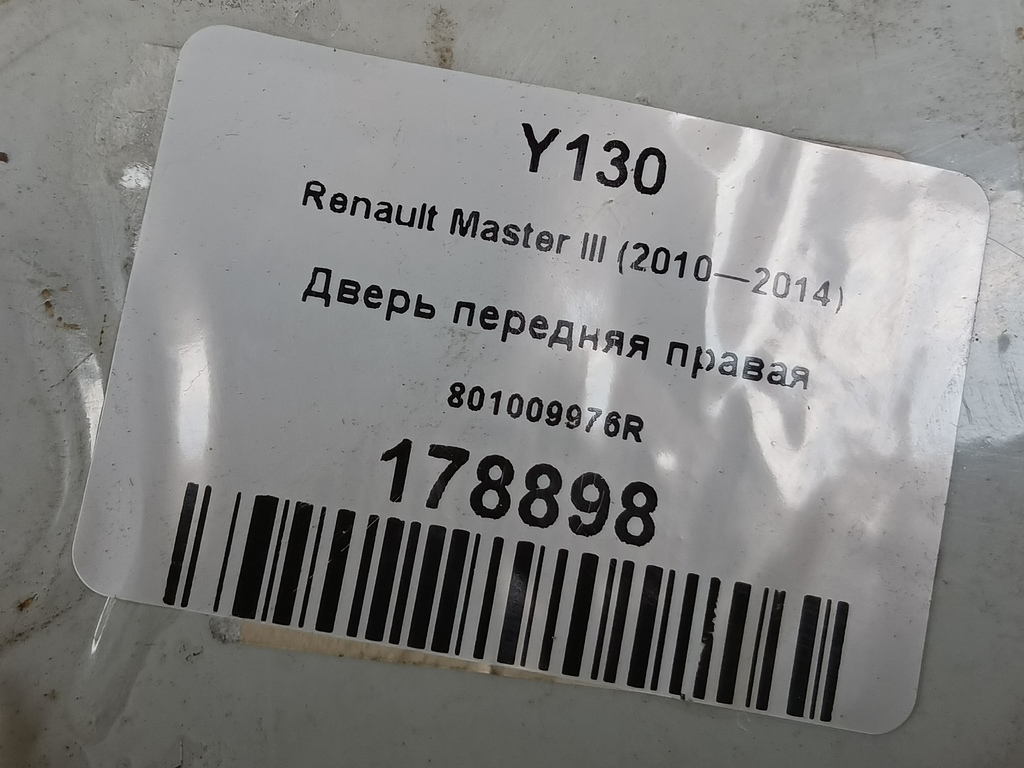 Y130
Renault Master III (2010—2014)
Дверь передняя правая
801009976R
178898